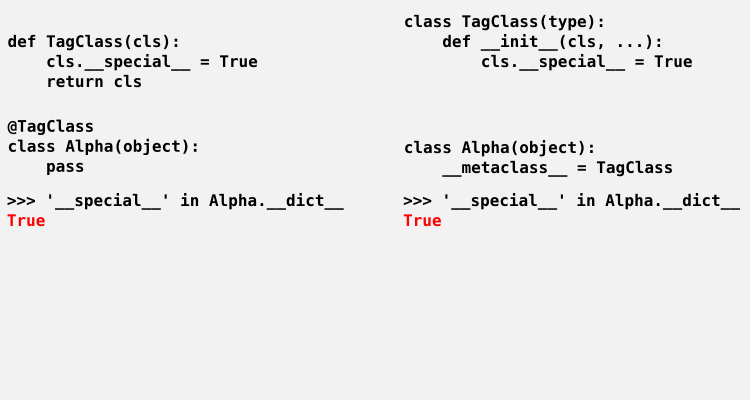 def TagClass(cls):
    cls.__special__ = True
    return cls
@TagClass
class Alpha(object):
    pass
>>> '__special__' in Alpha.__dict__
True
class TagClass(type):
    def __init__(cls, ...):
        cls.__special__ = True
class Alpha(object):
    __metaclass__ = TagClass
>>> '__special__' in Alpha.__dict__
True